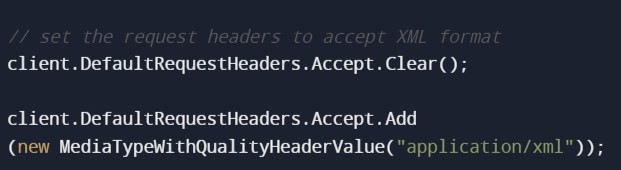 // set the request headers to accept XML format
client.DefaultRequestHeaders.Accept.Clear();
client.DefaultRequestHeaders.Accept.Add
(new MediaTypeWithQualityHeaderValue("application/xml"));